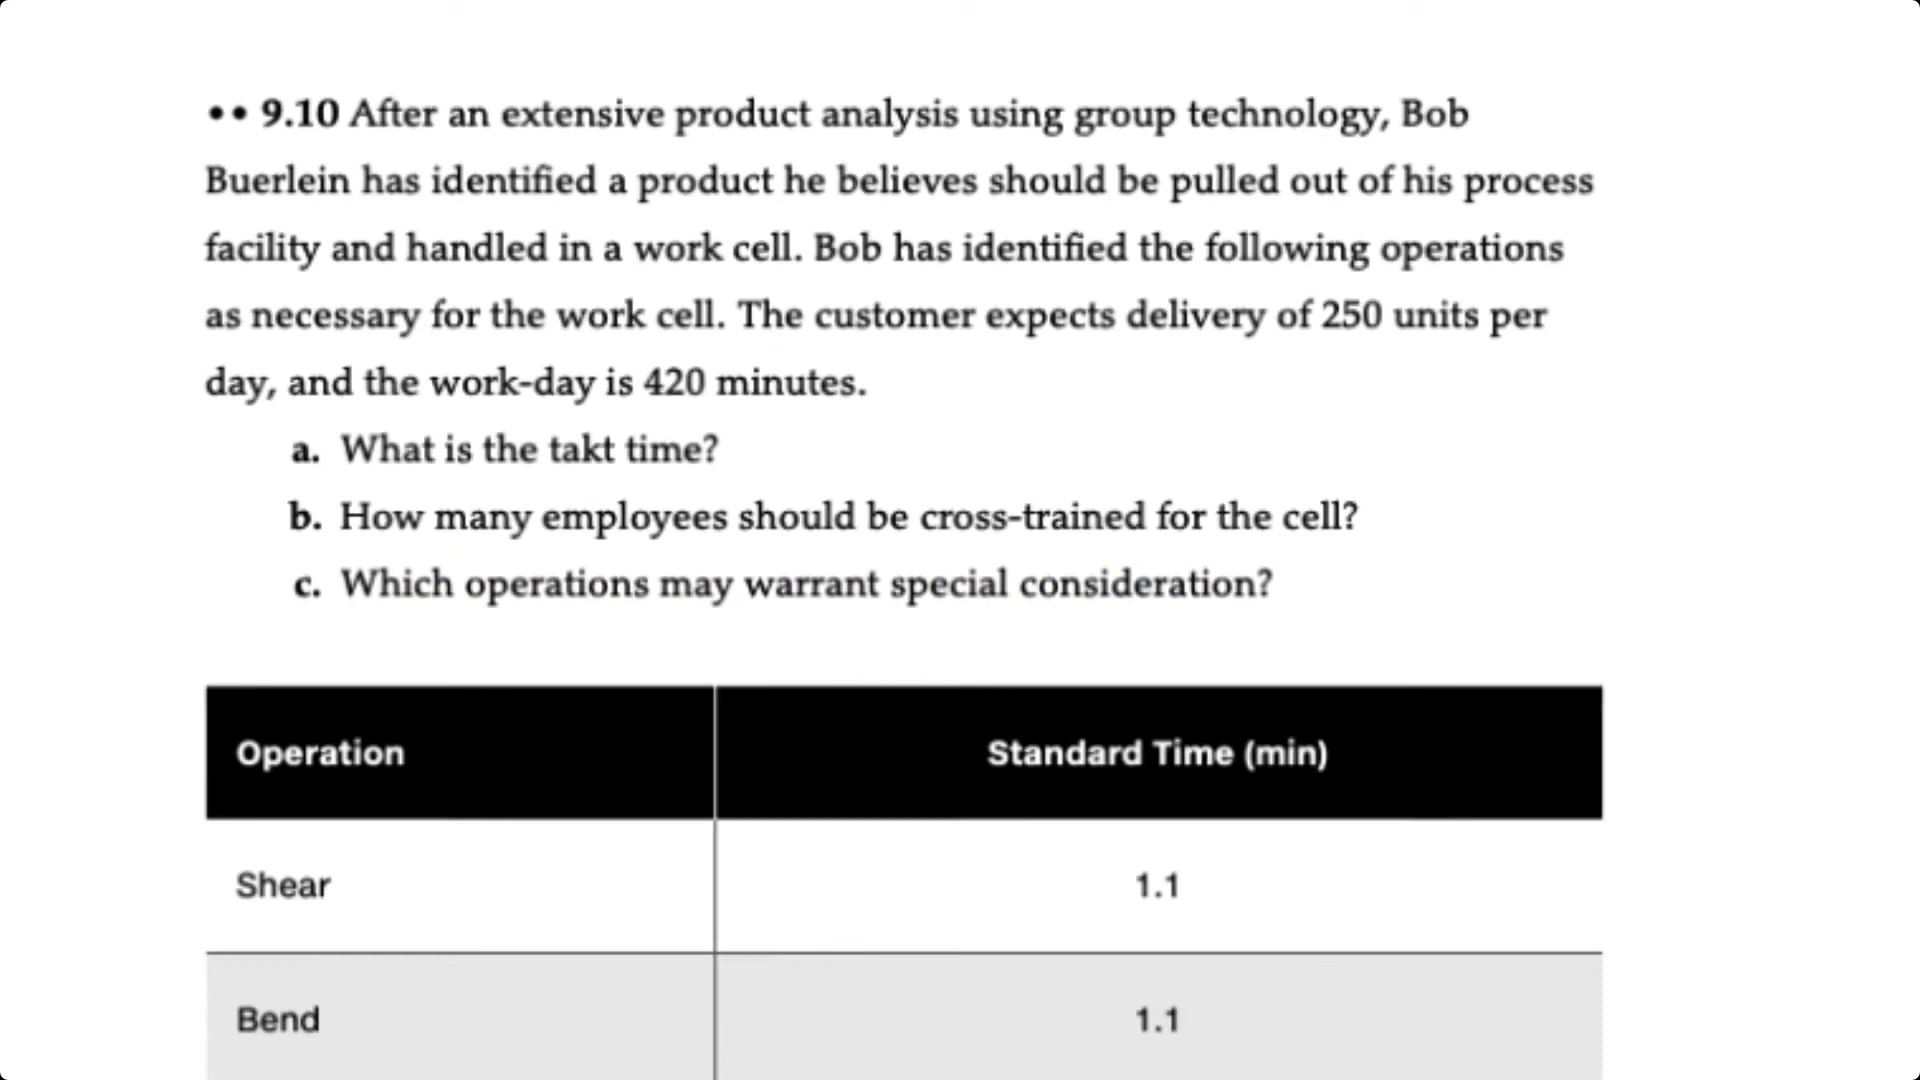 •• 9.10 After an extensive product analysis using group technology, Bob
Buerlein has identified a product he believes should be pulled out of his process
facility and handled in a work cell. Bob has identified the following operations
as necessary for the work cell. The customer expects delivery of 250 units per
day, and the work-day is 420 minutes.
a. What is the takt time?
b. How many employees should be cross-trained for the cell?
c. Which operations may warrant special consideration?
Operation Standard Time (min)
Shear 1.1
Bend 1.1